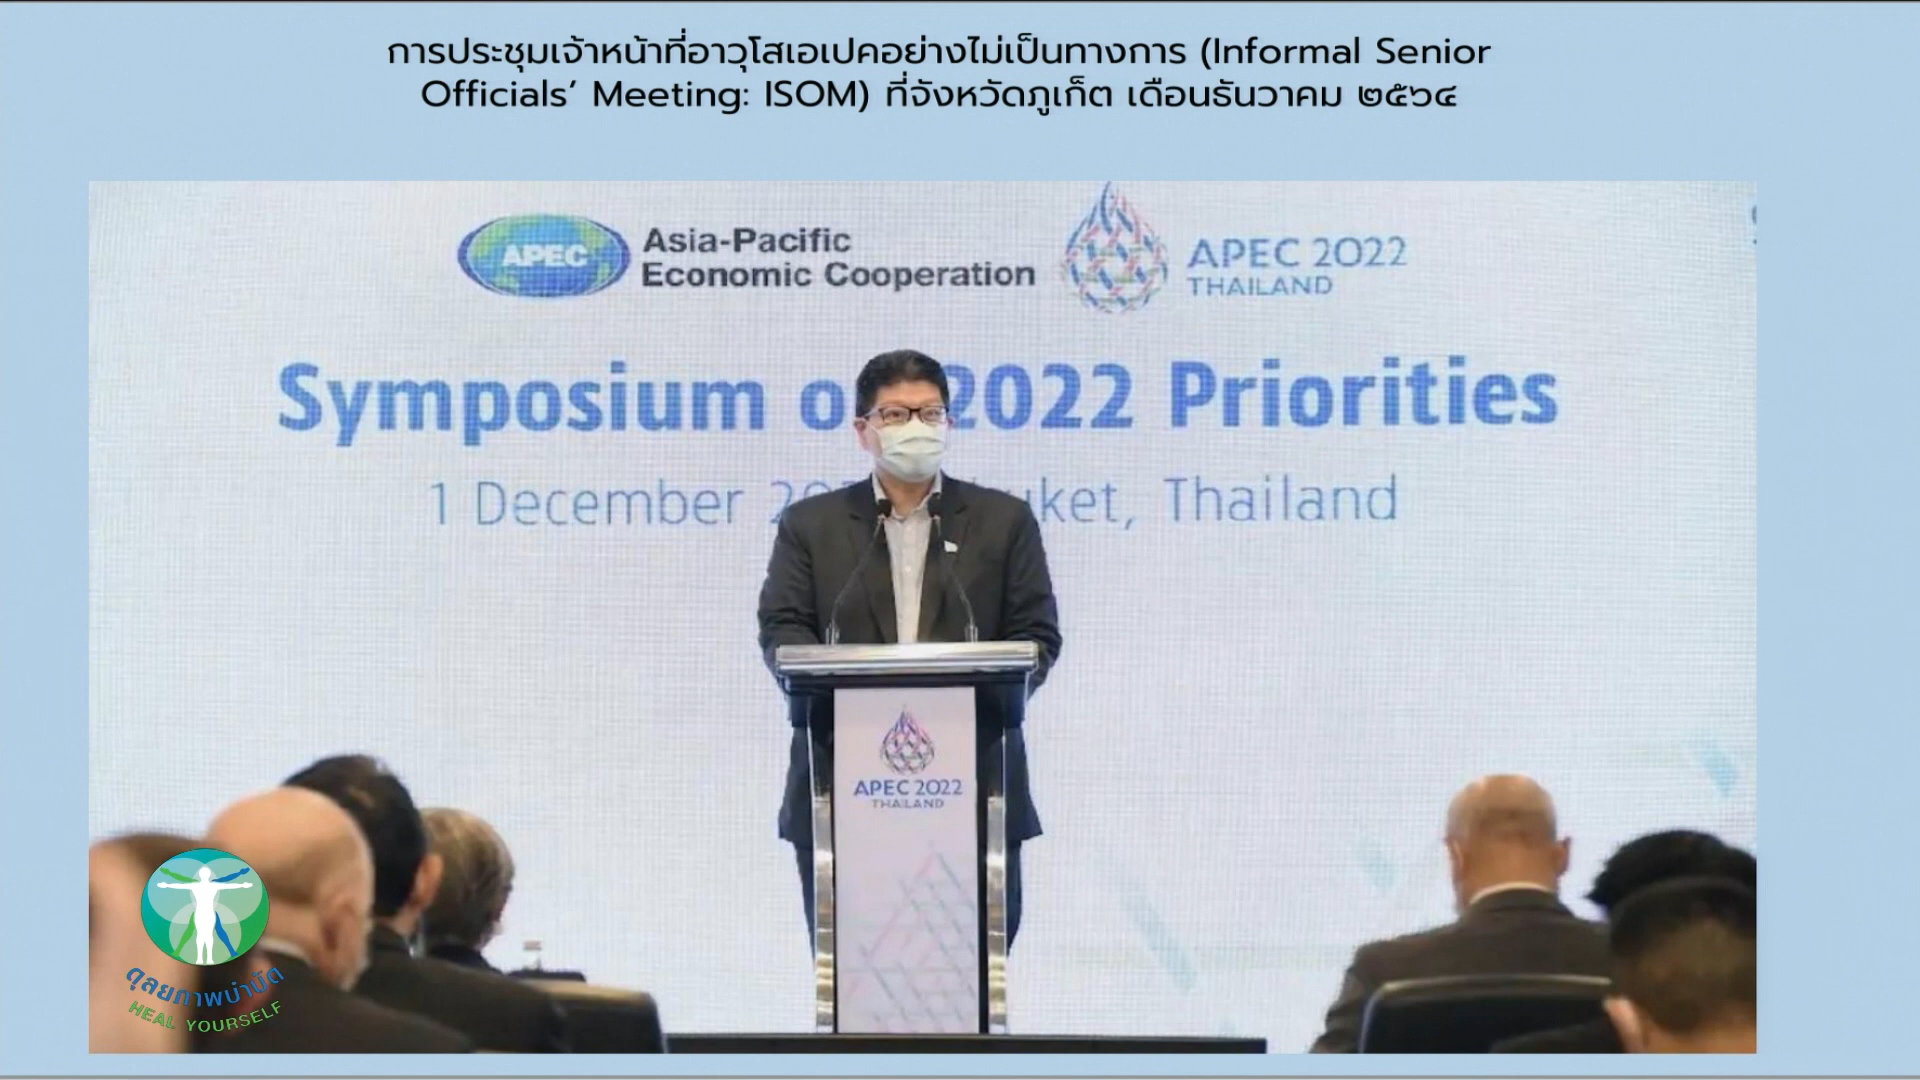 การประชุมเจ้าหน้าที่อาวุโสเอเปคอย่างไม่เป็นทางการ (Informal Senior
Officials’ Meeting: ISOM) ที่จังหวัดภูเก็ต เดือนธันวาคม ๒๕๖๔
APEC
Asia-Pacific
Economic Cooperation
APEC 2022
THAILAND
Symposium 2022 Priorities
1 December Thailand
APEC 2022
THAILAND
ดุลยภาพบำบัด
HEAL YOURSELF